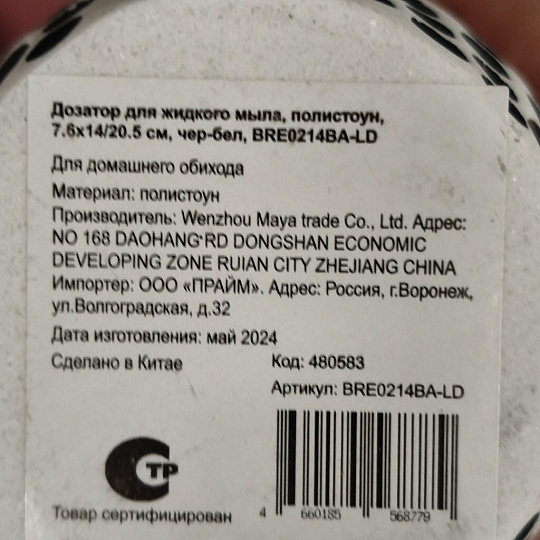 Дозатор для жидкого мыла, полистоун,
7.6х14/20.5 см, чер-бел, BRE0214BA-LD
Для домашнего обихода
Материал: полистоун
Производитель: Wenzhou Maya trade Co., Ltd. Адрес:
NO 168 DAOHANG RD DONGSHAN ECONOMIC
DEVELOPING ZONE RUIAN CITY ZHEJIANG CHINA
Импортер: ООО «ПРАЙМ». Адрес: Россия, г.Воронеж,
ул.Волгоградская, д.32
Дата изготовления: май 2024
Сделано в Китае
Код: 480583
Артикул: BRE0214BA-LD
СТР
Товар сертифицирован
4 660185 568779